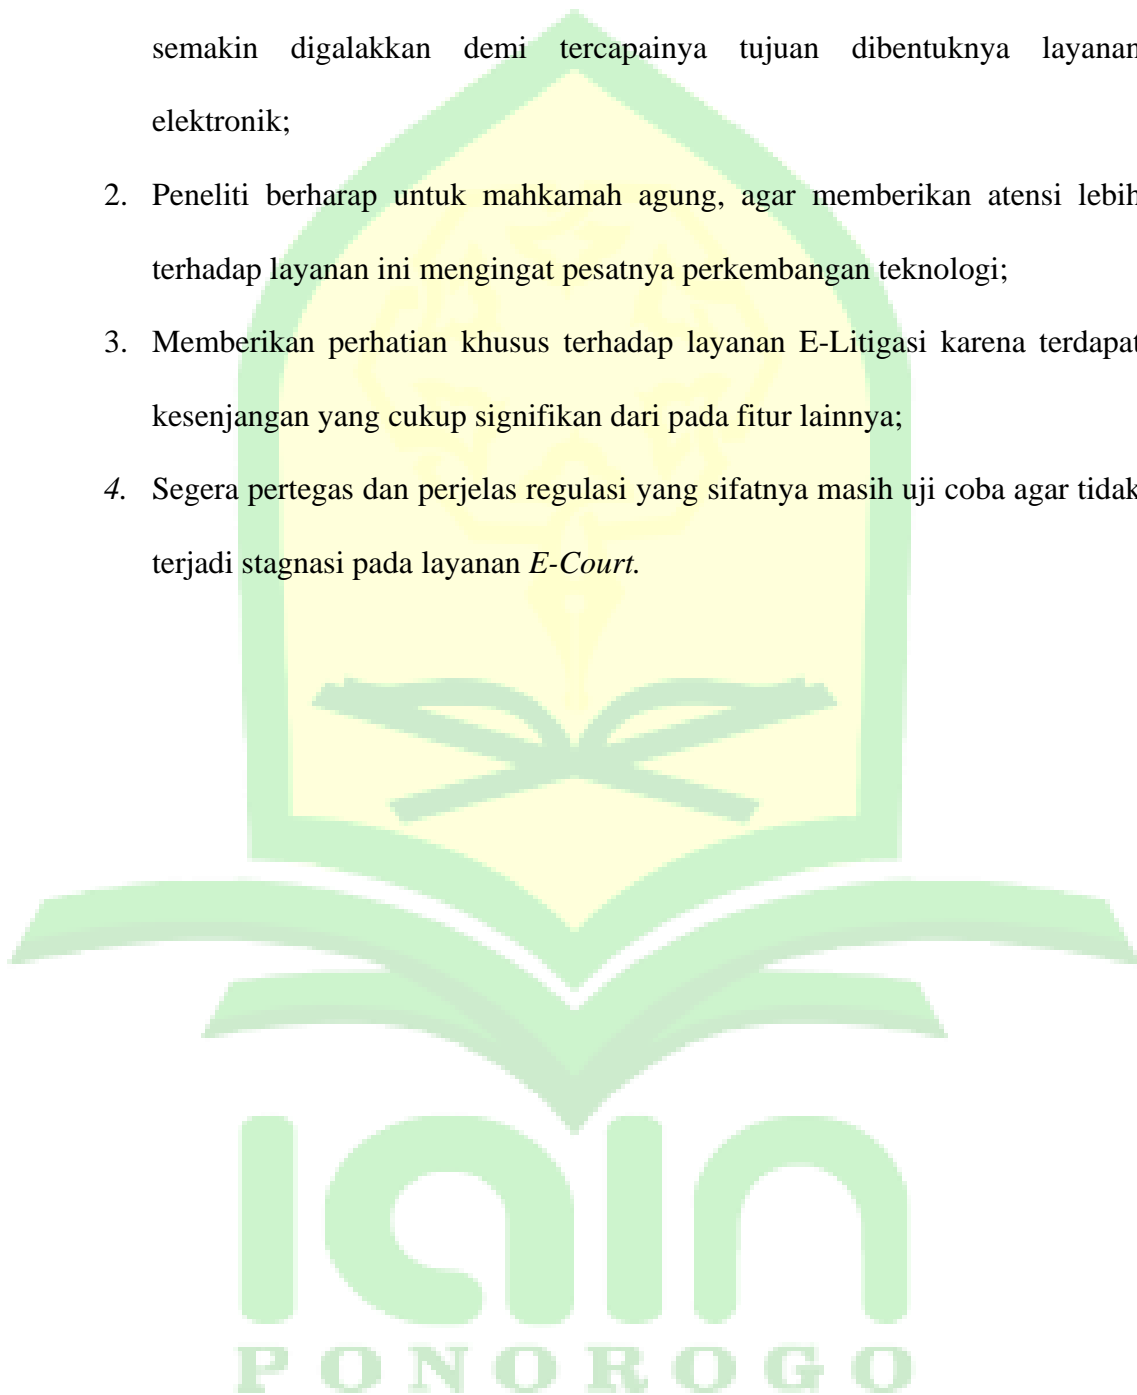 semakin digalakkan demi tercapainya tujuan dibentuknya layanan
elektronik;
2. Peneliti berharap untuk mahkamah agung, agar memberikan atensi lebih
terhadap layanan ini mengingat pesatnya perkembangan teknologi;
3. Memberikan perhatian khusus terhadap layanan E-Litigasi karena terdapat
kesenjangan yang cukup signifikan dari pada fitur lainnya;
4. Segera pertegas dan perjelas regulasi yang sifatnya masih uji coba agar tidak
terjadi stagnasi pada layanan E-Court.
iain
PONOROGO